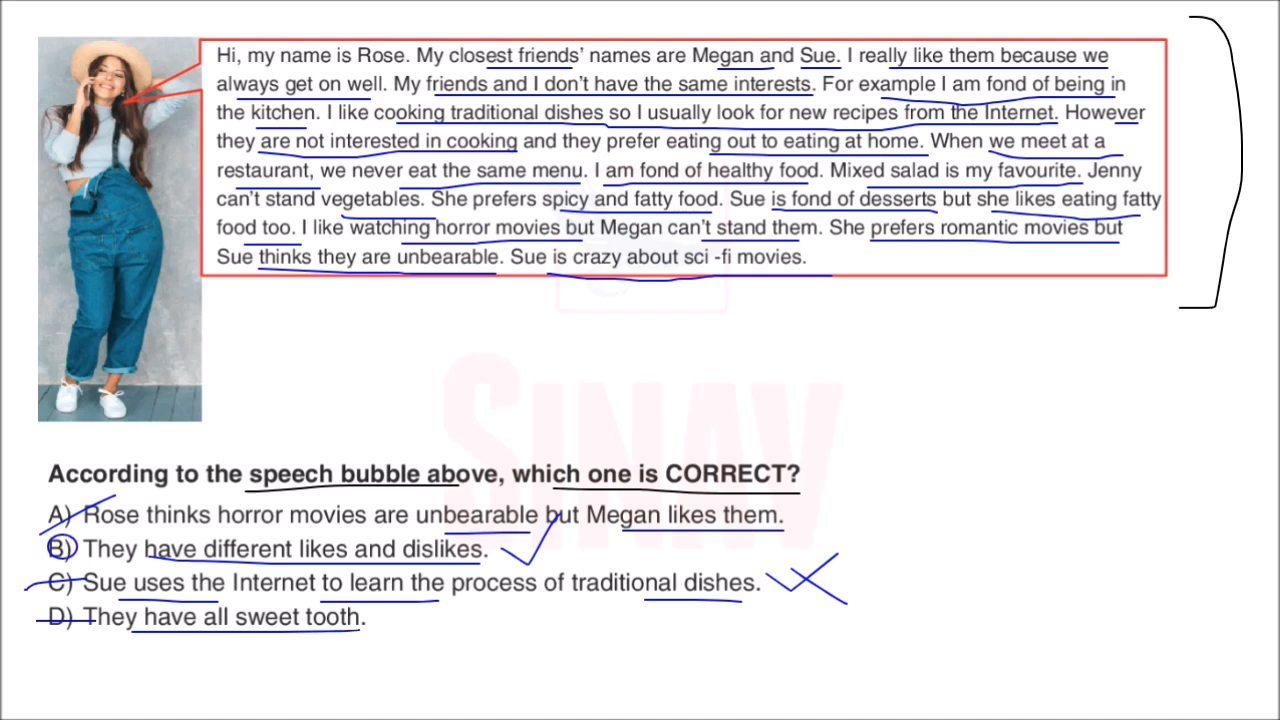 Hi, my name is Rose. My closest friends’ names are Megan and Sue. I really like them because we
always get on well. My friends and I don’t have the same interests. For example I am fond of being in
the kitchen. I like cooking traditional dishes so I usually look for new recipes from the Internet. However
they are not interested in cooking and they prefer eating out to eating at home. When we meet at a
restaurant, we never eat the same menu. I am fond of healthy food. Mixed salad is my favourite. Jenny
can’t stand vegetables. She prefers spicy and fatty food. Sue is fond of desserts but she likes eating fatty
food too. I like watching horror movies but Megan can’t stand them. She prefers romantic movies but
Sue thinks they are unbearable. Sue is crazy about sci -fi movies.
SINAV
According to the speech bubble above, which one is CORRECT?
A) Rose thinks horror movies are unbearable but Megan likes them.
B) They have different likes and dislikes.
C) Sue uses the Internet to learn the process of traditional dishes.
D) They have all sweet tooth.